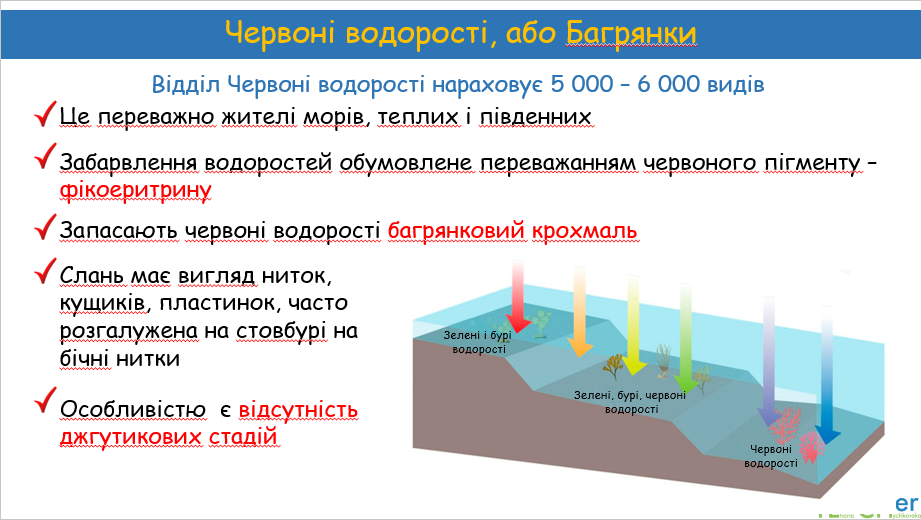 Червоні водорості, або Багрянки
Відділ Червоні водорості нараховує 5 000 – 6 000 видів
Це переважно жителі морів, теплих і південних
Забарвлення водоростей обумовлене переважанням червоного пігменту –
фікоеритрину
Запасають червоні водорості багрянковий крохмаль
Слань має вигляд ниток,
кущиків, пластинок, часто
розгалужена на стовбурі на
бічні нитки
Особливістю є відсутність
джгутикових стадій
Зелені і бурі
водорості
Зелені, бурі, червоні
водорості
Червоні
водорості
er